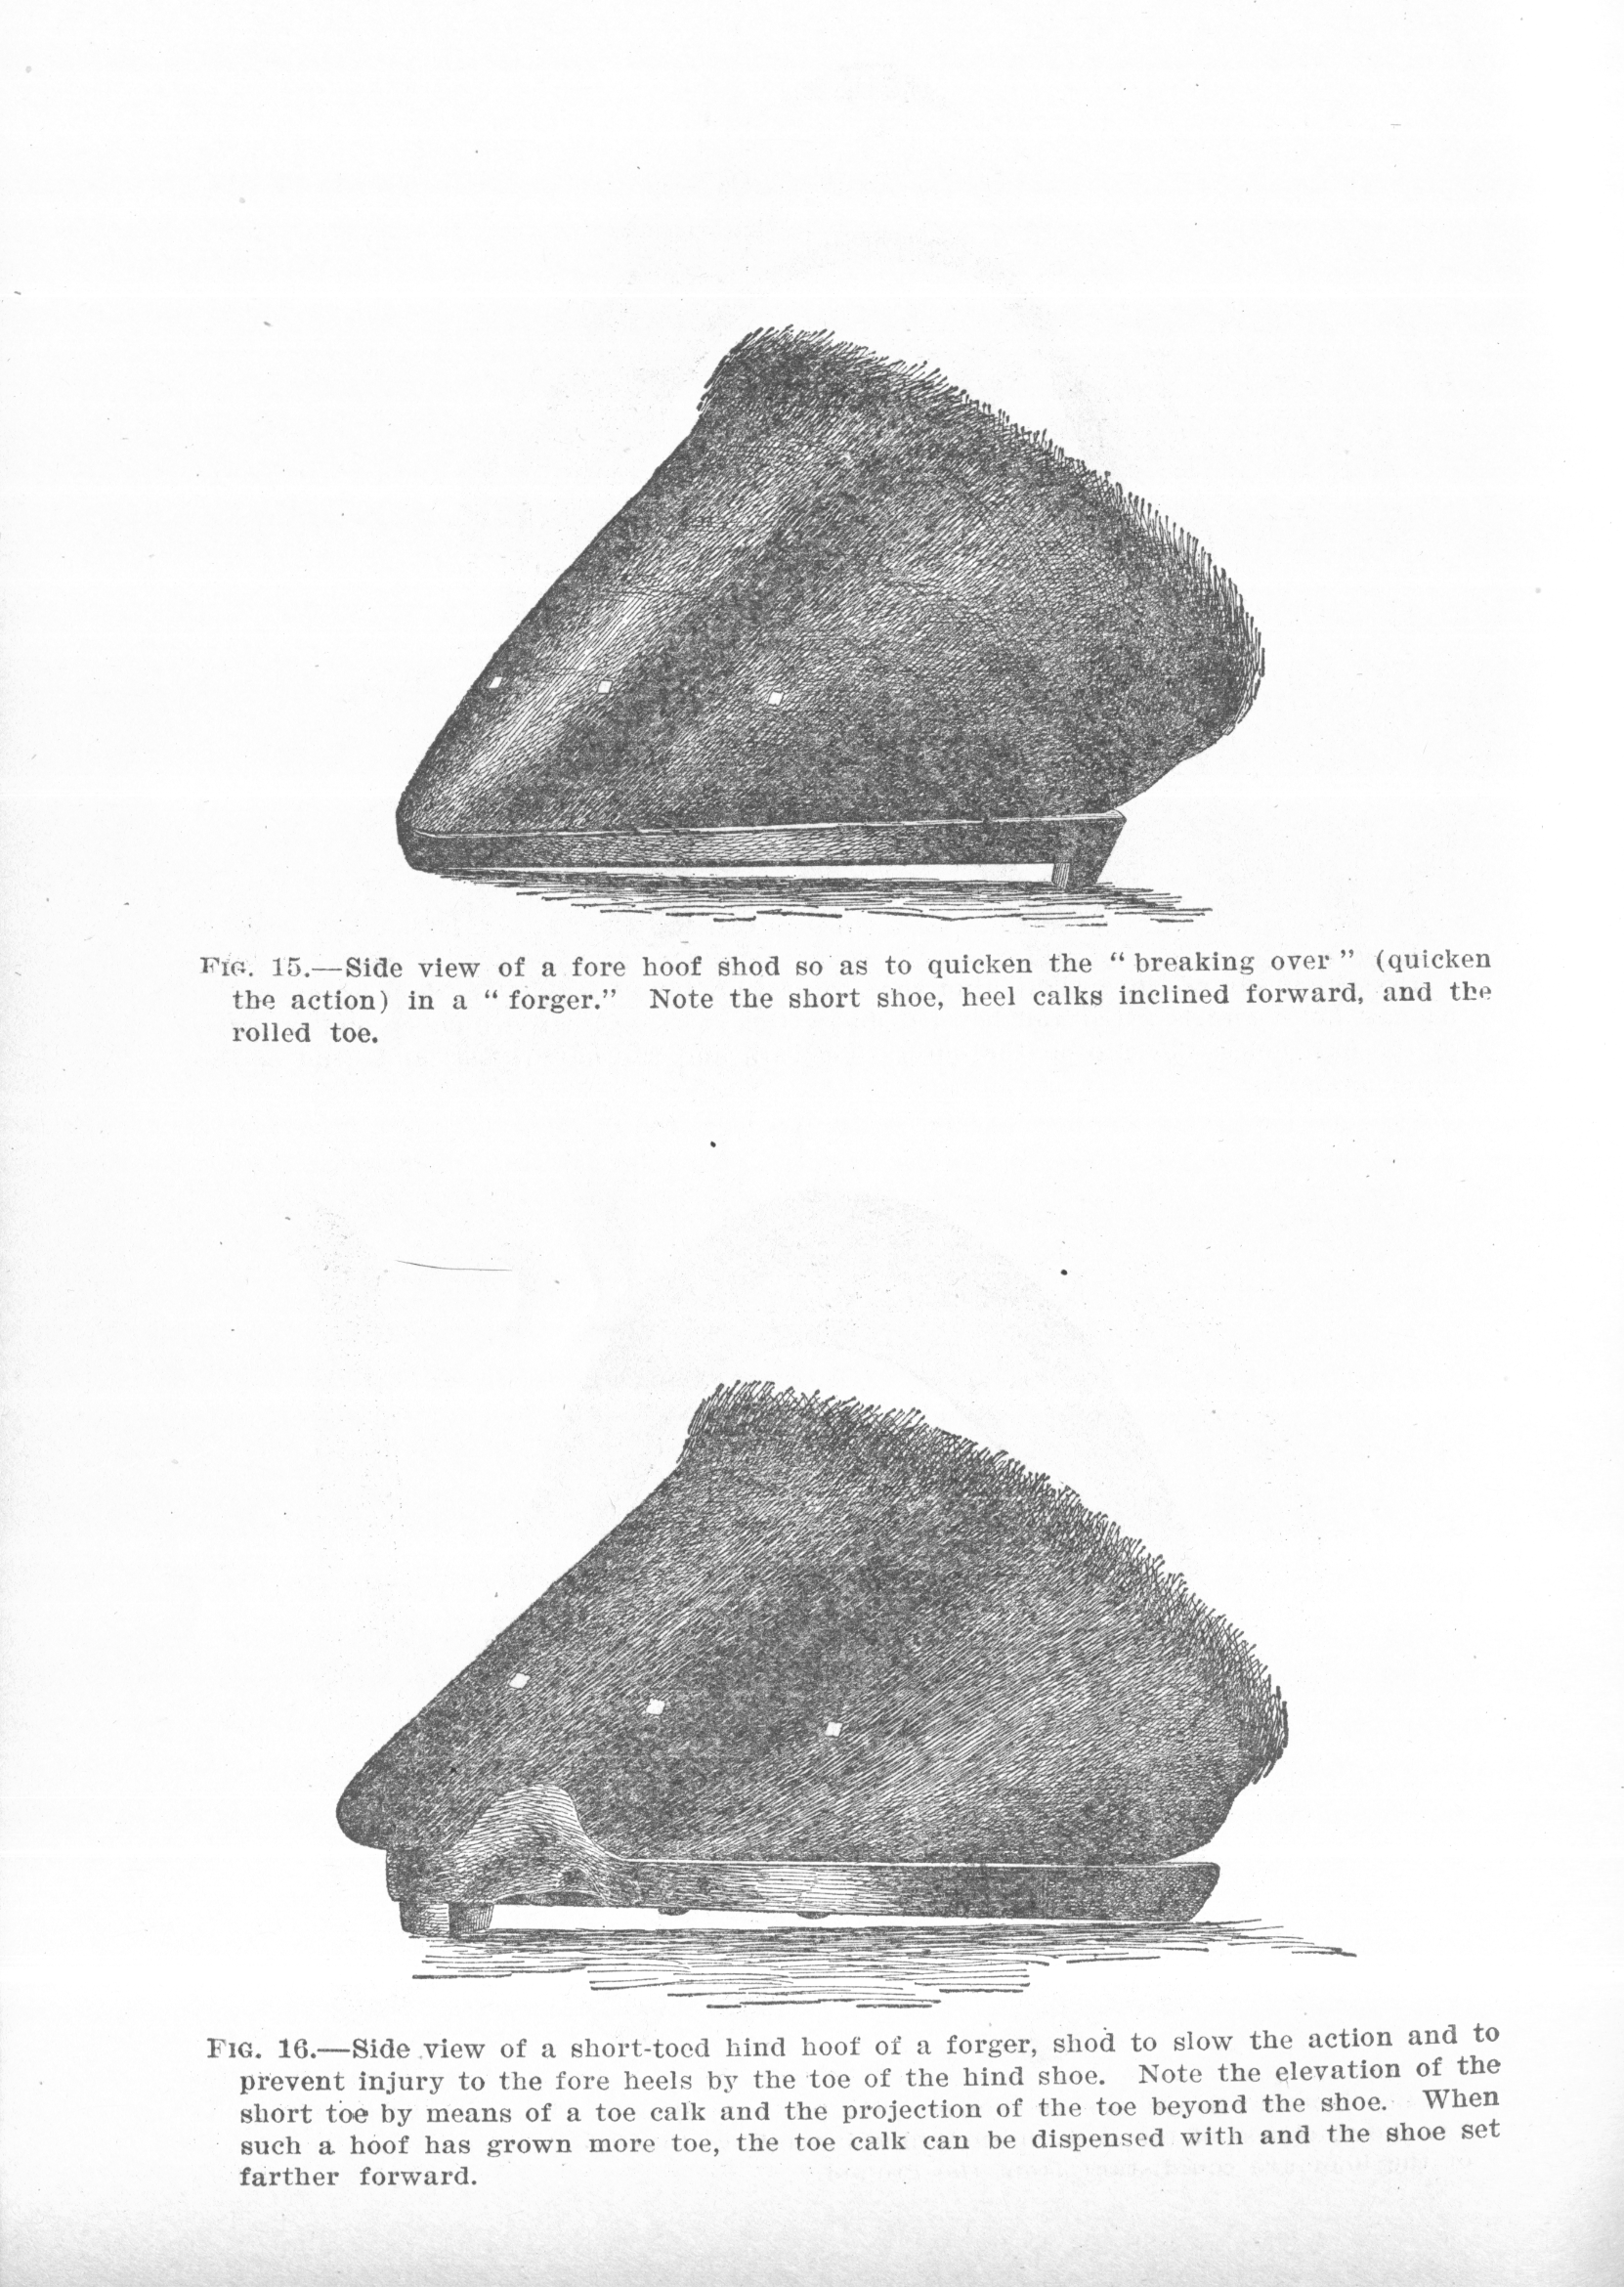 FIG. 15.—Side view of a fore hoof shod so as to quicken the “ breaking over ” (quicken
the action) in a “ forger.” Note the short shoe, heel calks inclined forward, and the
rolled toe.
FIG. 16.—Side view of a short-toed hind hoof of a forger, shod to slow the action and to
prevent injury to the fore heels by the toe of the hind shoe. Note the elevation of the
short toe by means of a toe calk and the projection of the toe beyond the shoe. When
such a hoof has grown more toe, the toe calk can be dispensed with and the shoe set
farther forward.